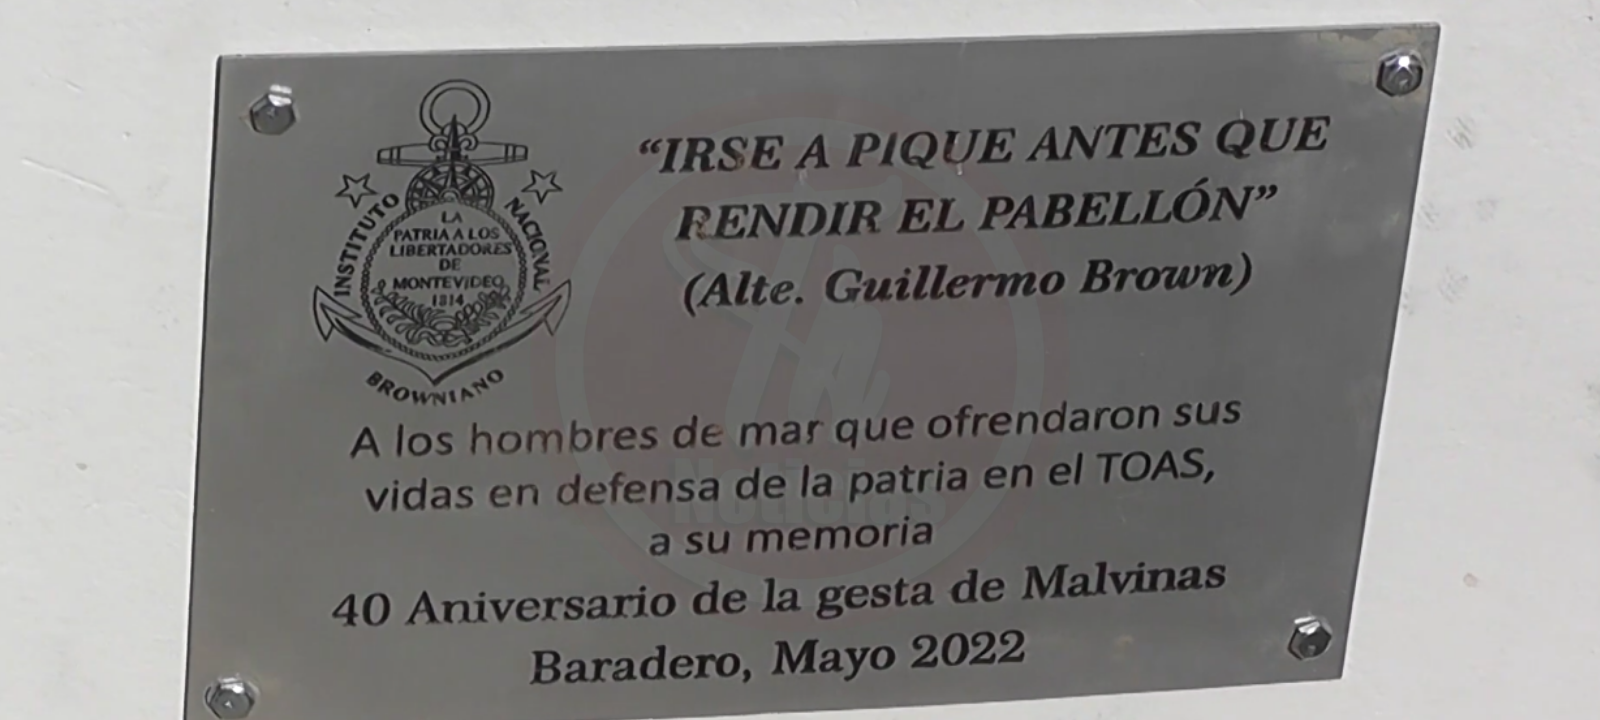 INSTITUTO NACIONAL
LA
PATRIA A LOS
LIBERTADORES
DE
MONTEVIDEO
1814
BROWNIANO
“IRSE A PIQUE ANTES QUE
RENDIR EL PABELLÓN”
(Alte. Guillermo Brown)
A los hombres de mar que ofrendaron sus
vidas en defensa de la patria en el TOAS,
a su memoria
40 Aniversario de la gesta de Malvinas
Baradero, Mayo 2022
Noticias